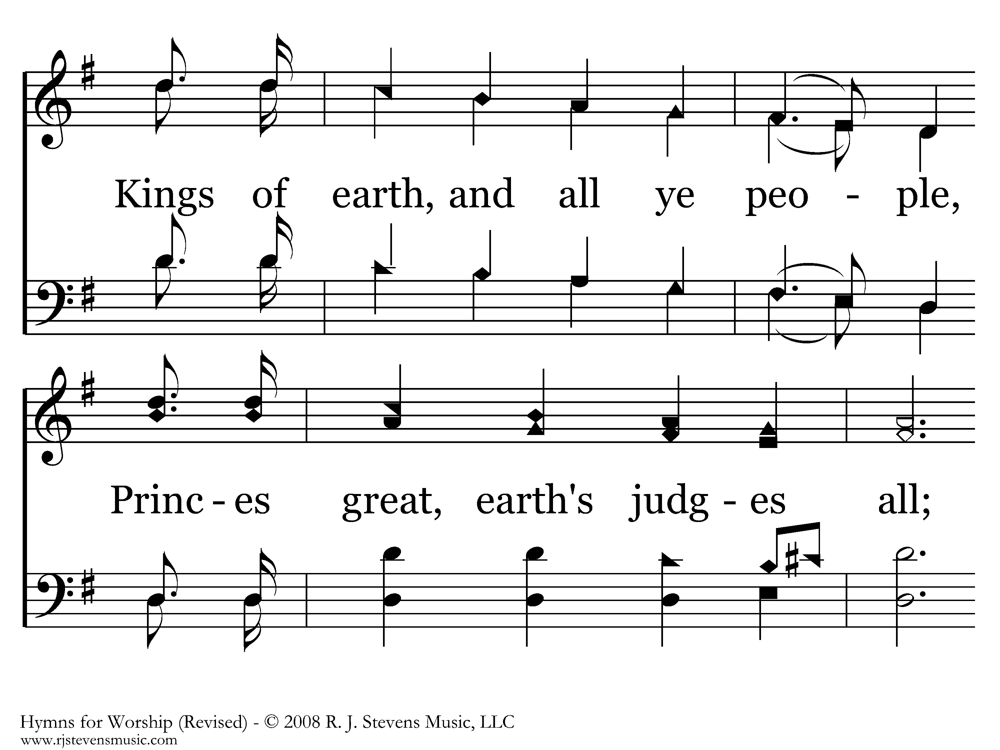 Kings of earth, and all ye peo - ple,
Princ - es great, earth's judg - es all;
Hymns for Worship (Revised) - © 2008 R. J. Stevens Music, LLC
www.rjstevensmusic.com